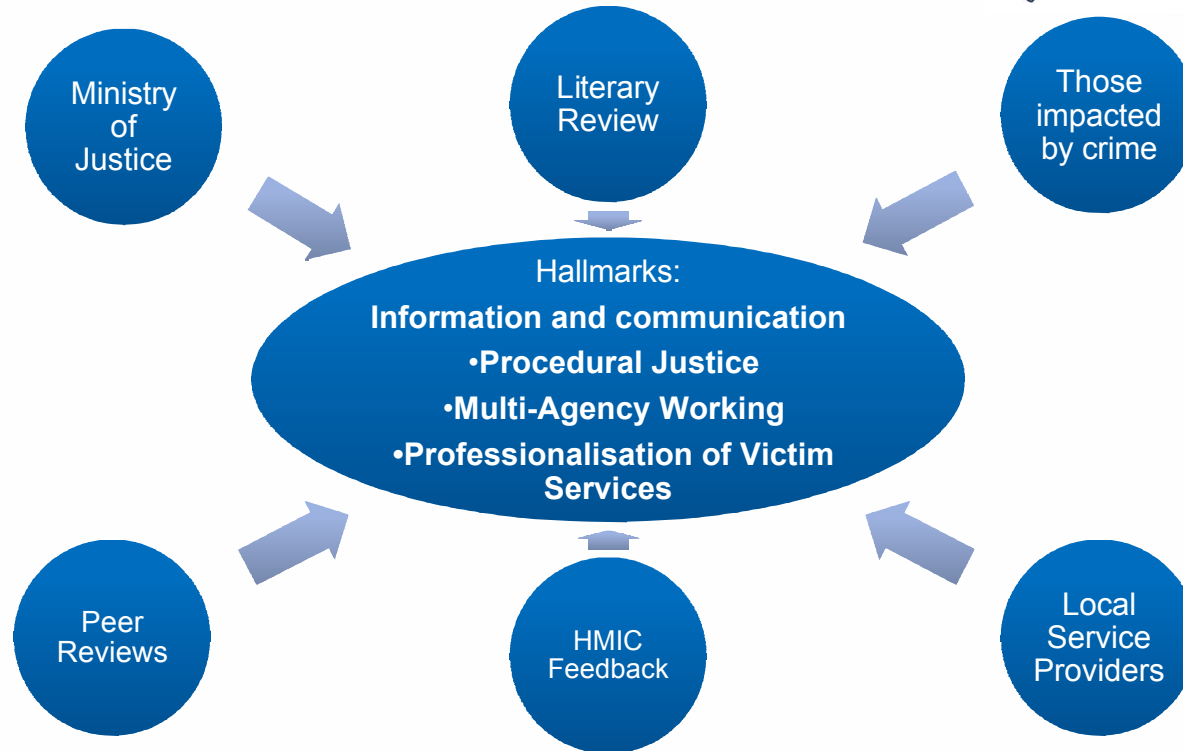 Ministry
of
Justice
Literary
Review
Those
impacted
by crime
Hallmarks:
Information and communication
•Procedural Justice
•Multi-Agency Working
•Professionalisation of Victim
Services
Peer
Reviews
HMIC
Feedback
Local
Service
Providers